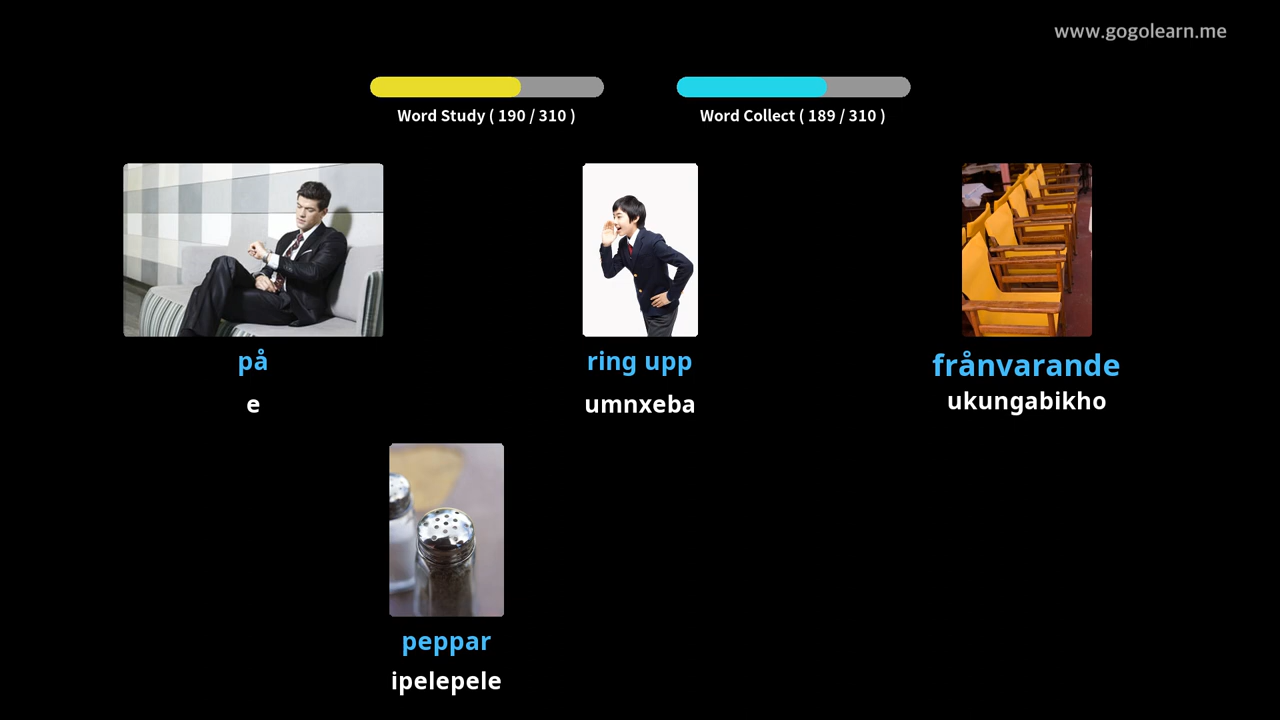 www.gogolearn.me
Word Study ( 190 / 310 )
Word Collect ( 189 / 310 )
på
e
ring upp
umnxeba
frånvarande
ukungabikho
peppar
ipelepele